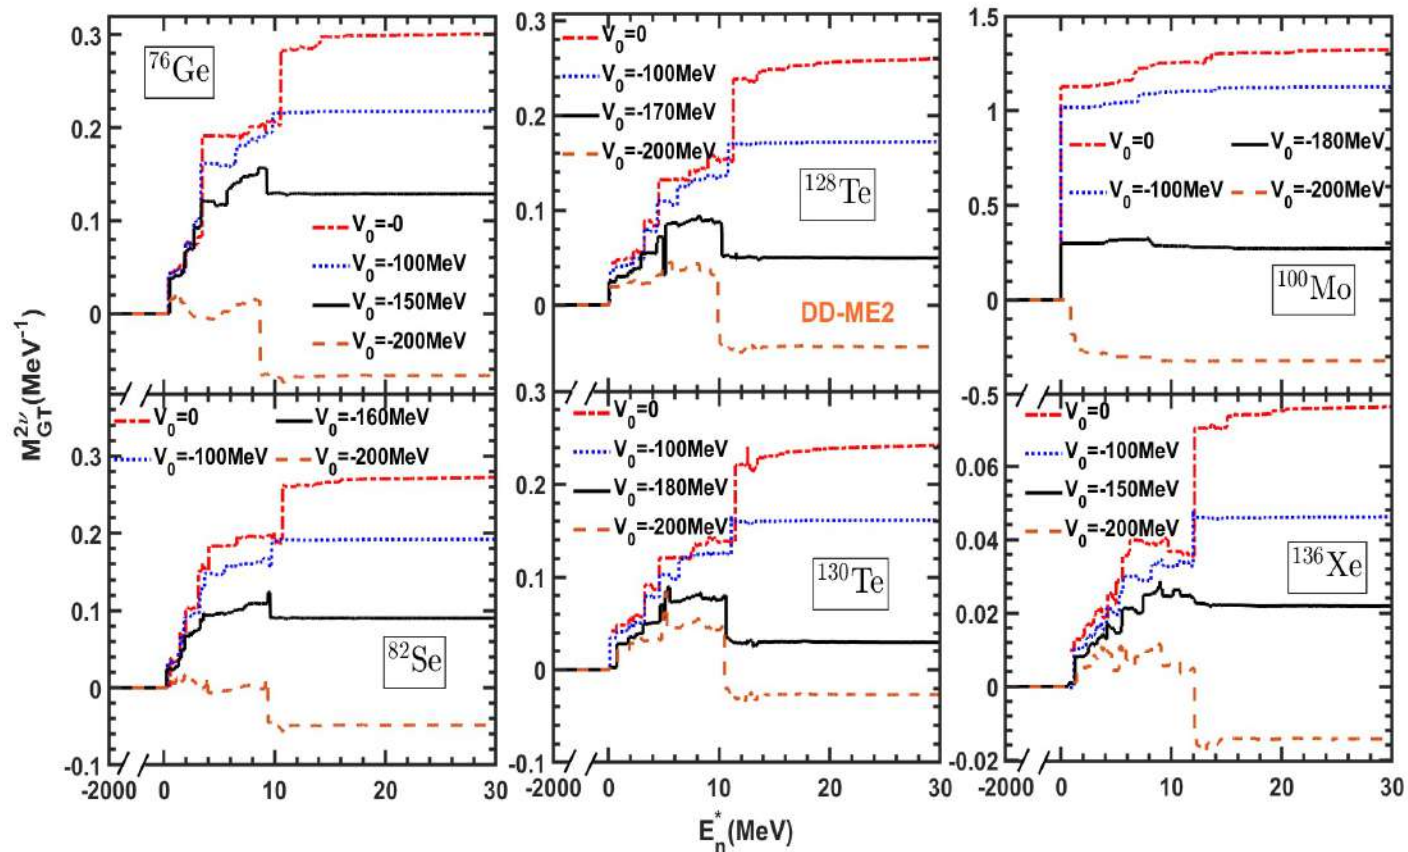 M_GT^2ν(MeV⁻¹)
0.3
0.2
0.1
0
⁷⁶Ge
V₀=-0
V₀=-100MeV
V₀=-150MeV
V₀=-200MeV
0.3
0.2
0.1
0
V₀=0
V₀=-100MeV
V₀=-170MeV
V₀=-200MeV
¹²⁸Te
DD-ME2
1.5
1
0.5
0
-0.5
V₀=0
V₀=-180MeV
V₀=-100MeV
V₀=-200MeV
¹⁰⁰Mo
V₀=0
V₀=-160MeV
V₀=-100MeV
V₀=-200MeV
0.3
0.2
0.1
0
-0.1
⁸²Se
-2000 0 10 20 30
0.3
0.2
0.1
0
-0.1
V₀=0
V₀=-100MeV
V₀=-180MeV
V₀=-200MeV
¹³⁰Te
-2000 0 10 20 30
V₀=0
V₀=-100MeV
V₀=-150MeV
V₀=-200MeV
0.06
0.04
0.02
0
-0.02
¹³⁶Xe
-2000 0 10 20 30
E_n^*(MeV)